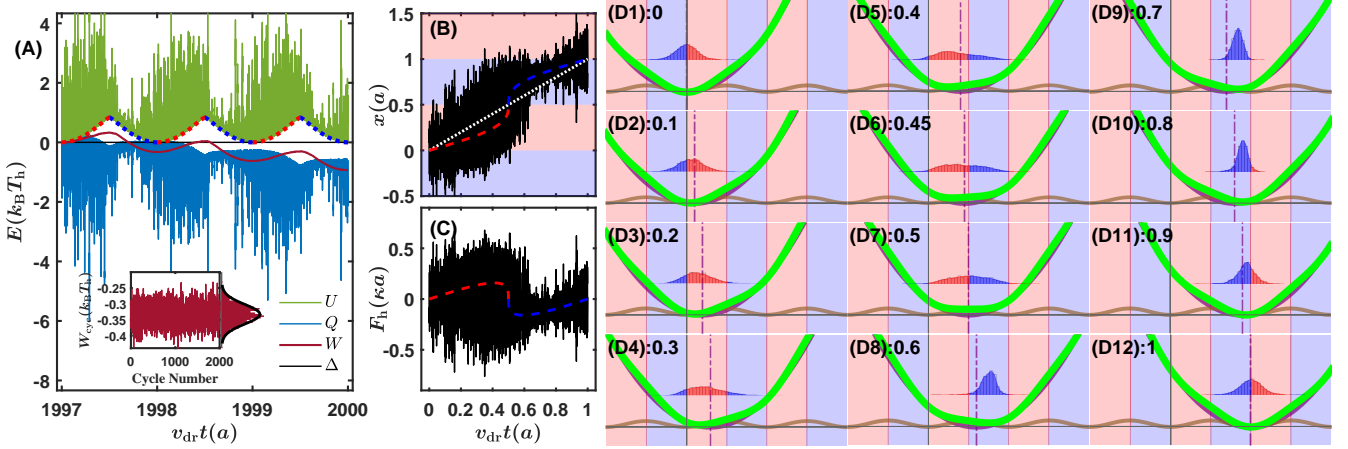 (A)
4
2
0
-2
-4
-6
-8
E(k_B T_h)
1997
1998
1999
2000
v_dr t(a)
U
Q
W
Δ
W_cyc(k_B T_h)
-0.25
-0.3
-0.35
-0.4
0
1000
2000
Cycle Number
(B)
1.5
1
0.5
0
-0.5
x(a)
(C)
0.5
0
-0.5
F_h(κa)
0
0.2
0.4
0.6
0.8
1
v_dr t(a)
(D1):0
(D5):0.4
(D9):0.7
(D2):0.1
(D6):0.45
(D10):0.8
(D3):0.2
(D7):0.5
(D11):0.9
(D4):0.3
(D8):0.6
(D12):1